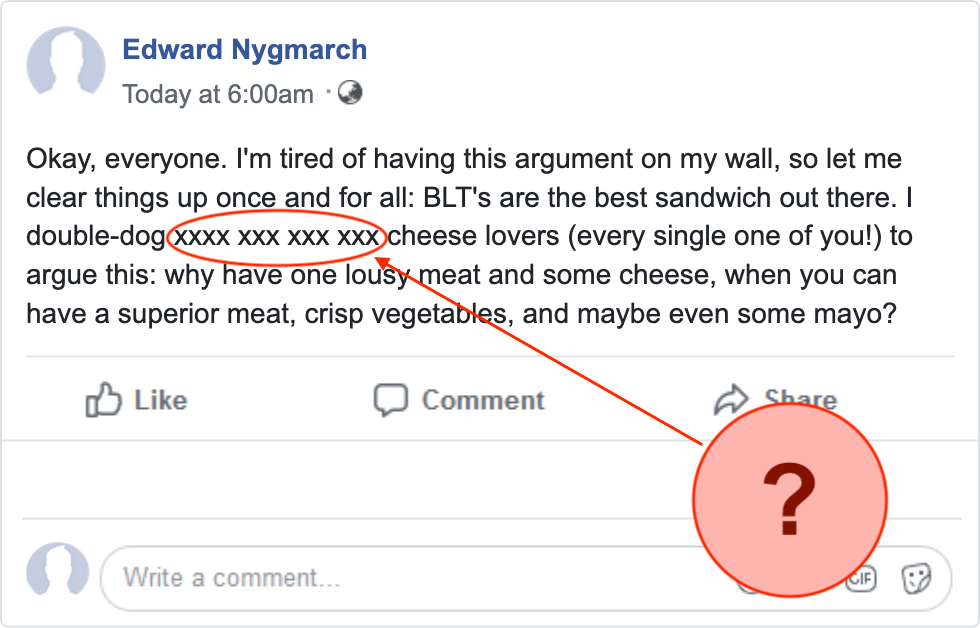 Edward Nygmarch
Today at 6:00am ·
Okay, everyone. I'm tired of having this argument on my wall, so let me
clear things up once and for all: BLT's are the best sandwich out there. I
double-dog xxxx xxx xxx xxx cheese lovers (every single one of you!) to
argue this: why have one lousy meat and some cheese, when you can
have a superior meat, crisp vegetables, and maybe even some mayo?
Like Comment Share
?
Write a comment... GIF